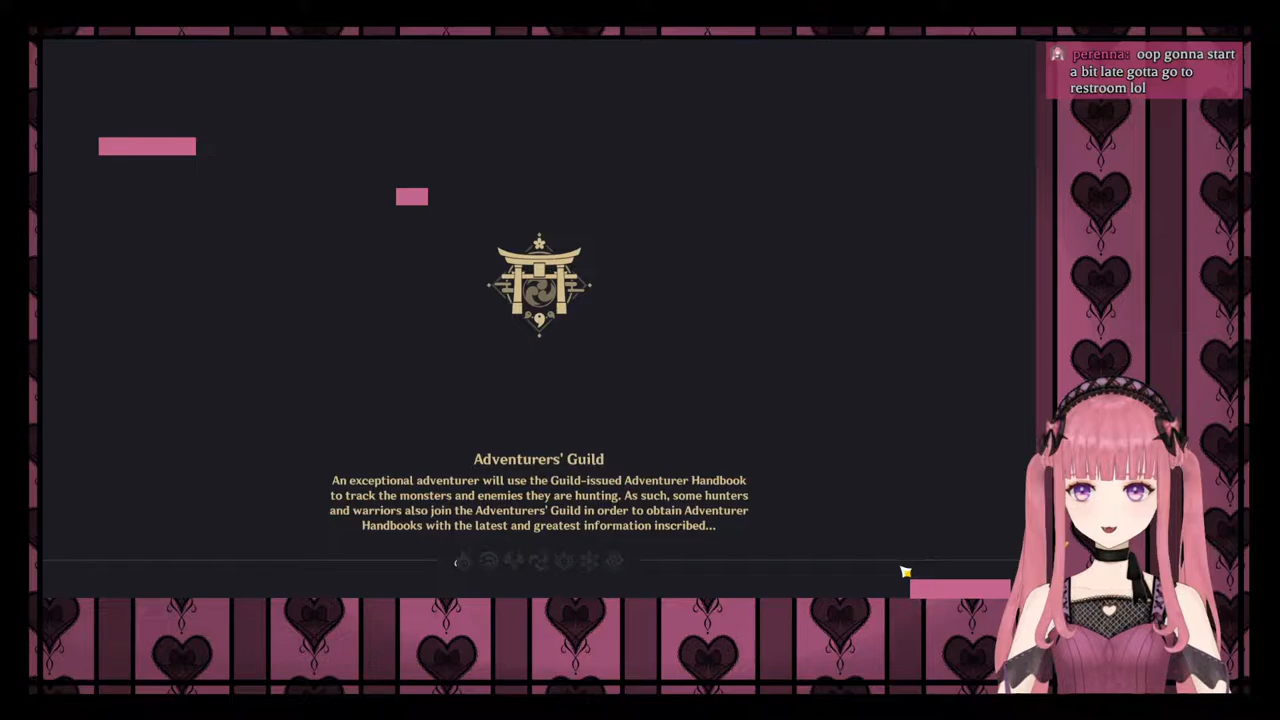 perenna: oop gonna start
a bit late gotta go to
restroom lol
Adventurers' Guild
An exceptional adventurer will use the Guild-issued Adventurer Handbook
to track the monsters and enemies they are hunting. As such, some hunters
and warriors also join the Adventurers' Guild in order to obtain Adventurer
Handbooks with the latest and greatest information inscribed...